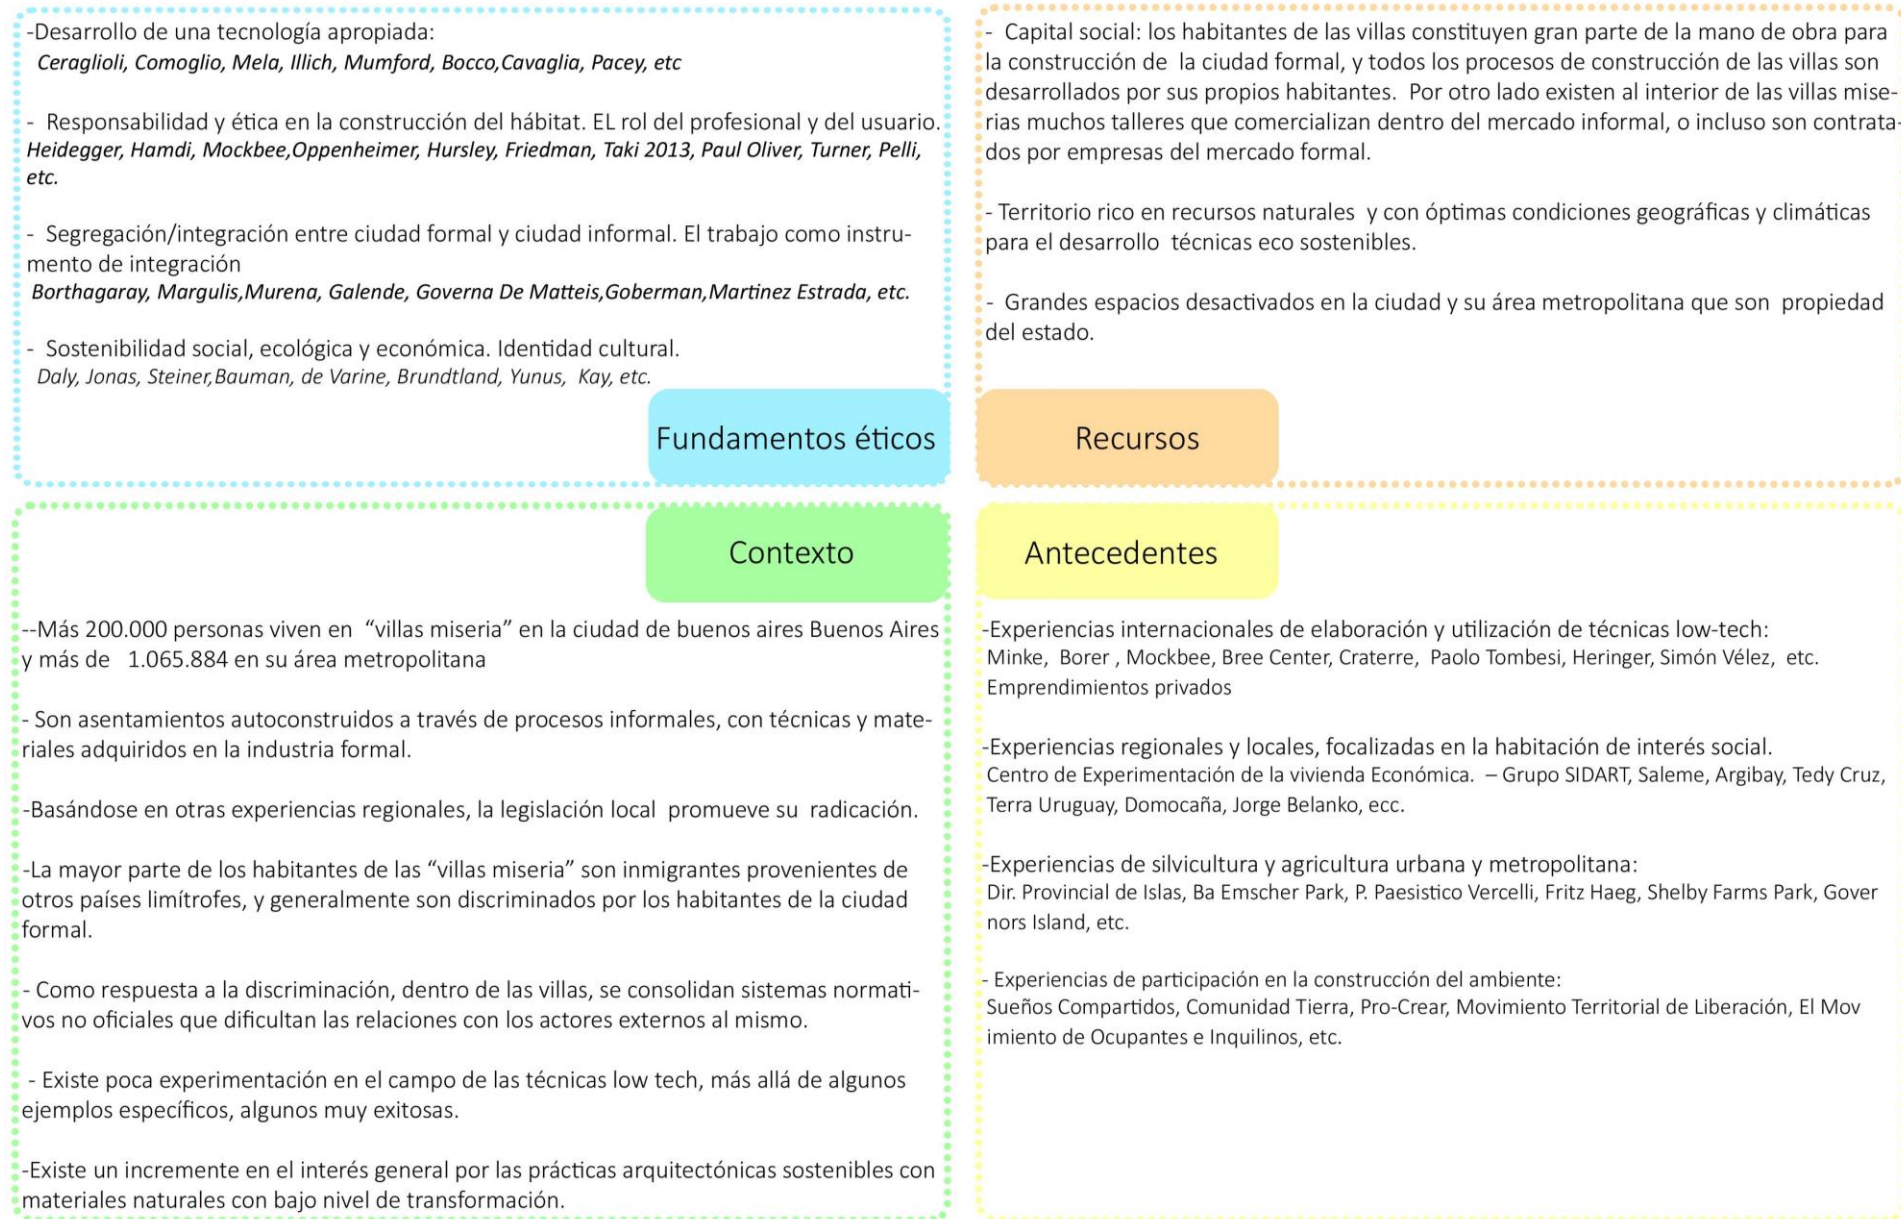 -Desarrollo de una tecnología apropiada:
Ceraglioli, Comoglio, Mela, Illich, Mumford, Bocco,Cavaglia, Pacey, etc
- Responsabilidad y ética en la construcción del hábitat. EL rol del profesional y del usuario.
Heidegger, Hamdi, Mockbee,Oppenheimer, Hursley, Friedman, Taki 2013, Paul Oliver, Turner, Pelli,
etc.
- Segregación/integración entre ciudad formal y ciudad informal. El trabajo como instru-
mento de integración
Borthagaray, Margulis,Murena, Galende, Governa De Matteis,Goberman,Martinez Estrada, etc.
- Sostenibilidad social, ecológica y económica. Identidad cultural.
Daly, Jonas, Steiner,Bauman, de Varine, Brundtland, Yunus, Kay, etc.
Fundamentos éticos
- Capital social: los habitantes de las villas constituyen gran parte de la mano de obra para
la construcción de la ciudad formal, y todos los procesos de construcción de las villas son
desarrollados por sus propios habitantes. Por otro lado existen al interior de las villas mise-
rias muchos talleres que comercializan dentro del mercado informal, o incluso son contrata-
dos por empresas del mercado formal.
- Territorio rico en recursos naturales y con óptimas condiciones geográficas y climáticas
para el desarrollo técnicas eco sostenibles.
- Grandes espacios desactivados en la ciudad y su área metropolitana que son propiedad
del estado.
Recursos
Contexto
--Más 200.000 personas viven en “villas miseria” en la ciudad de buenos aires Buenos Aires
y más de 1.065.884 en su área metropolitana
- Son asentamientos autoconstruidos a través de procesos informales, con técnicas y mate-
riales adquiridos en la industria formal.
-Basándose en otras experiencias regionales, la legislación local promueve su radicación.
-La mayor parte de los habitantes de las “villas miseria” son inmigrantes provenientes de
otros países limítrofes, y generalmente son discriminados por los habitantes de la ciudad
formal.
- Como respuesta a la discriminación, dentro de las villas, se consolidan sistemas normati-
vos no oficiales que dificultan las relaciones con los actores externos al mismo.
- Existe poca experimentación en el campo de las técnicas low tech, más allá de algunos
ejemplos específicos, algunos muy exitosas.
-Existe un incremente en el interés general por las prácticas arquitectónicas sostenibles con
materiales naturales con bajo nivel de transformación.
Antecedentes
-Experiencias internacionales de elaboración y utilización de técnicas low-tech:
Minke, Borer , Mockbee, Bree Center, Craterre, Paolo Tombesi, Heringer, Simón Vélez, etc.
Emprendimientos privados
-Experiencias regionales y locales, focalizadas en la habitación de interés social.
Centro de Experimentación de la vivienda Económica. – Grupo SIDART, Saleme, Argibay, Tedy Cruz,
Terra Uruguay, Domocaña, Jorge Belanko, ecc.
-Experiencias de silvicultura y agricultura urbana y metropolitana:
Dir. Provincial de Islas, Ba Emscher Park, P. Paesistico Vercelli, Fritz Haeg, Shelby Farms Park, Gover
nors Island, etc.
- Experiencias de participación en la construcción del ambiente:
Sueños Compartidos, Comunidad Tierra, Pro-Crear, Movimiento Territorial de Liberación, El Mov
imiento de Ocupantes e Inquilinos, etc.